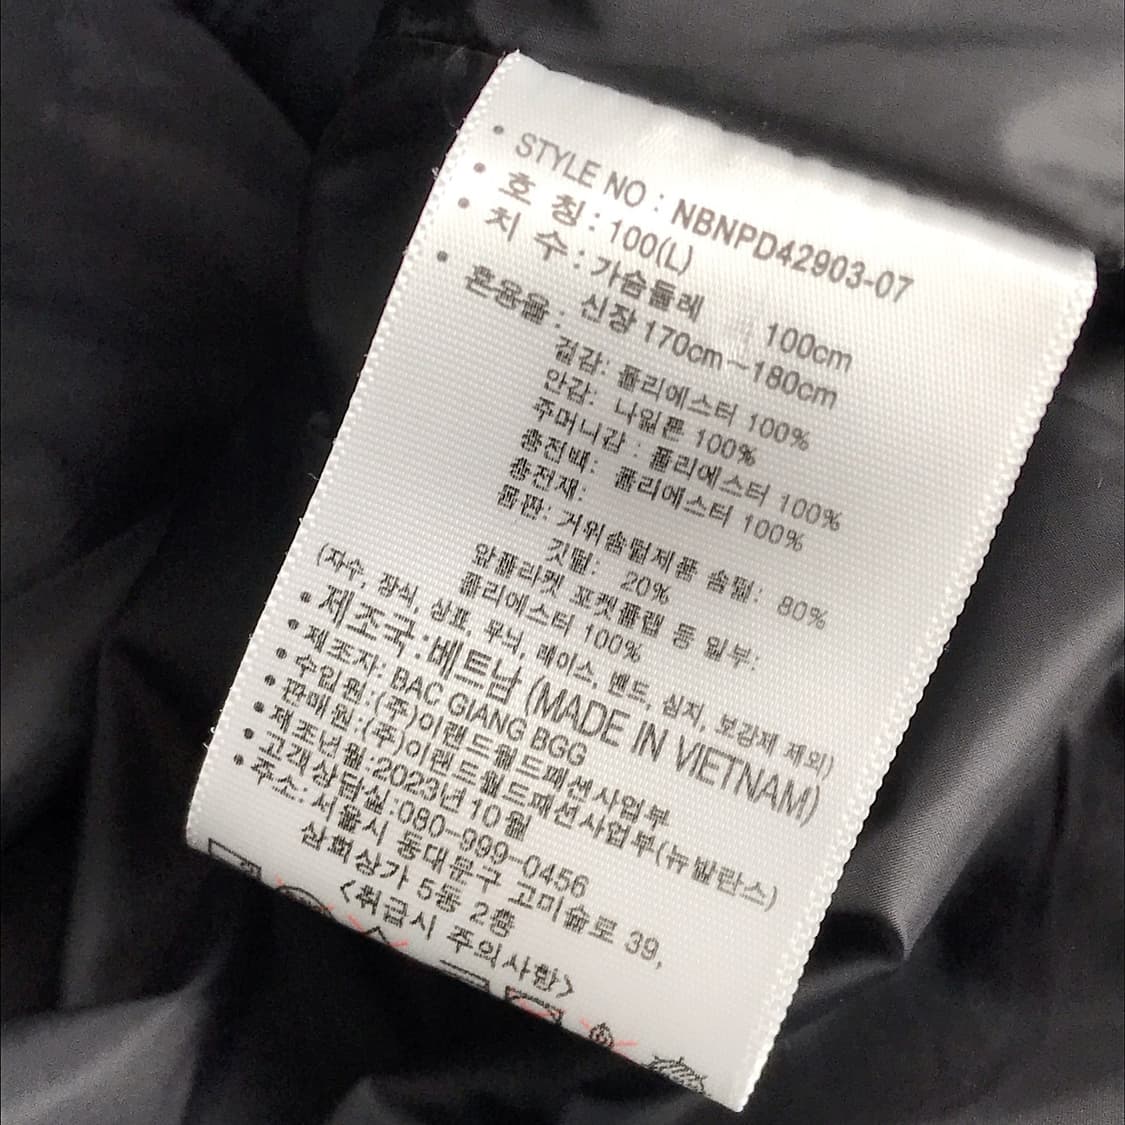 • STYLE NO : NBNPD42903-07
• 호 칭 : 100(L)
• 치 수 : 가슴둘레 100cm
신장 170cm~180cm
• 혼용율 :
겉감: 폴리에스터 100%
안감: 나일론 100%
주머니감 : 폴리에스터 100%
충전백: 폴리에스터 100%
충전재: 거위솜털제품 솜털: 80%
깃털: 20%
몸판: 앞플라켓 포켓플랩 등 일부:
폴리에스터 100%
(자수, 장식, 상표, 무늬, 레이스, 밴드, 심지, 보강재 제외)
• 제조국:베트남 (MADE IN VIETNAM)
• 제조자: BAC GIANG BGG
• 수입원:(주)이랜드월드패션사업부
• 판매원:(주)이랜드월드패션사업부(뉴발란스)
• 제조년월:2023년 10월
• 고객상담실:080-999-0456
• 주소: 서울시 동대문구 고미술로 39,
삼희상가 5동 2층
<취급시 주의사항>